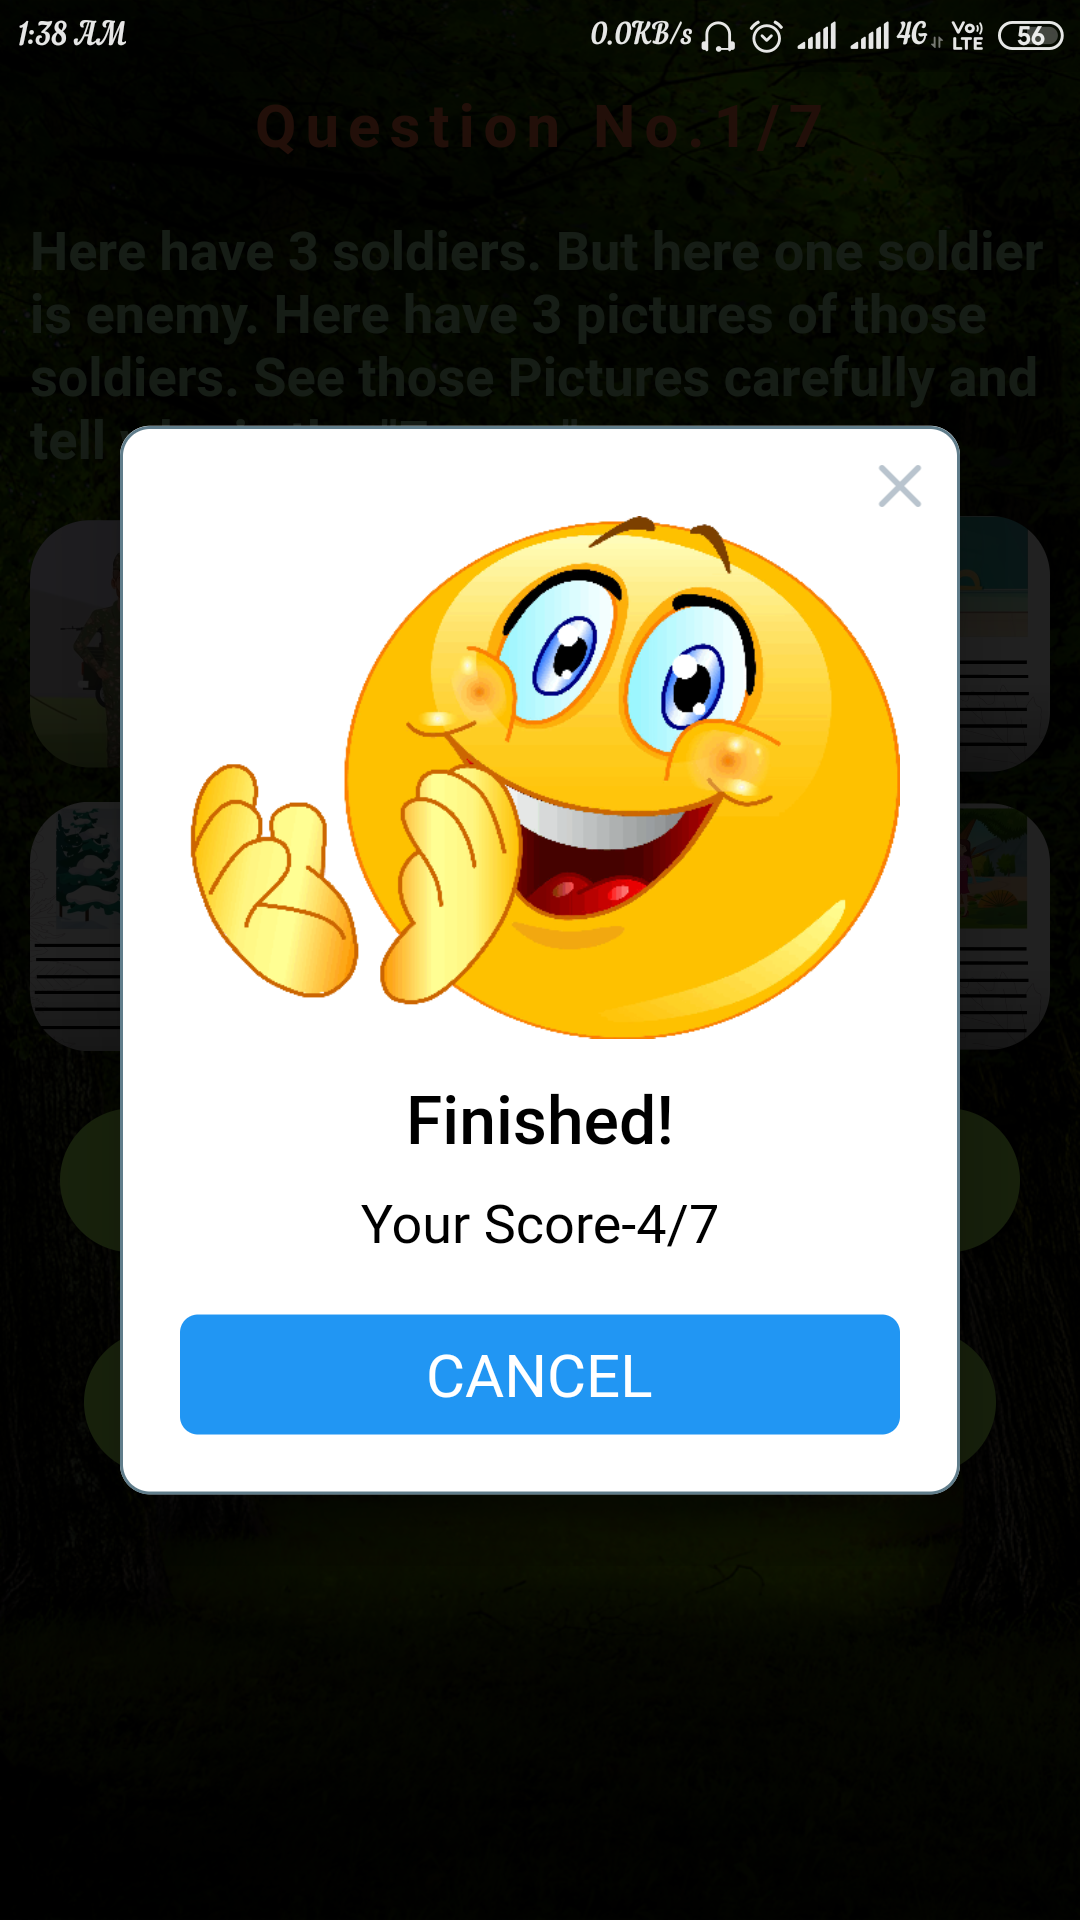 1:38 AM
0.0KB/s 4G Vo)) LTE 56
Question No.1/7
Here have 3 soldiers. But here one soldier
is enemy. Here have 3 pictures of those
soldiers. See those Pictures carefully and
tell
Finished!
Your Score-4/7
CANCEL